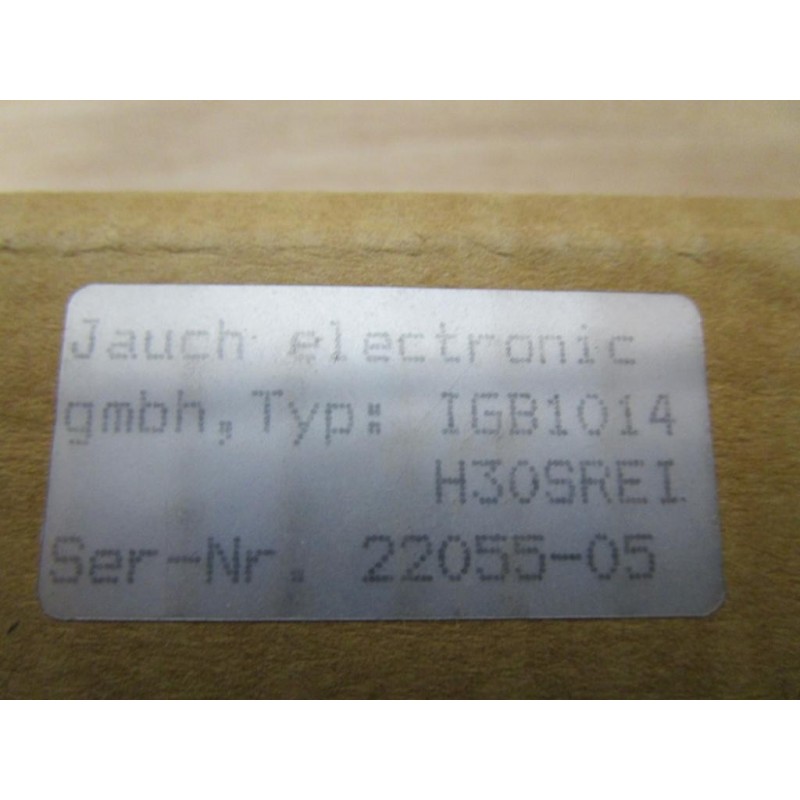 Jauch electronic
gmbh, Typ: IGB1014
H30SREI
Ser-Nr. 22055-05